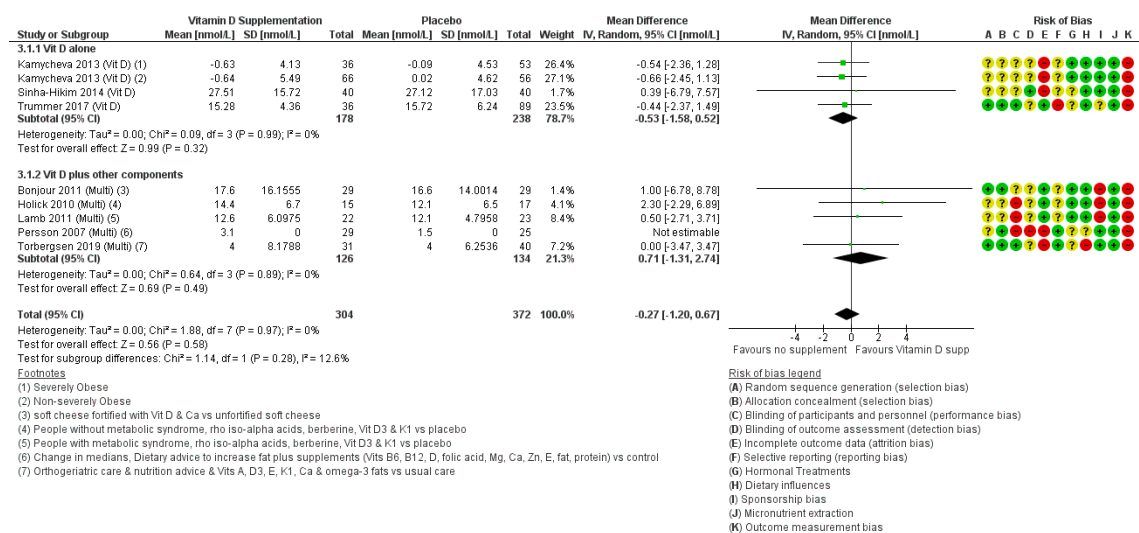 Vitamin D Supplementation Placebo Mean Difference Mean Difference Risk of Bias
Study or Subgroup Mean [nmol/L] SD [nmol/L] Total Mean [nmol/L] SD [nmol/L] Total Weight IV, Random, 95% CI [nmol/L] IV, Random, 95% CI [nmol/L] A B C D E F G H I J K
3.1.1 Vit D alone
Kamycheva 2013 (Vit D) (1) -0.63 4.13 36 -0.09 4.53 53 26.4% -0.54 [-2.36, 1.28] ? ? ? ? - ? + + + + -
Kamycheva 2013 (Vit D) (2) -0.64 5.49 66 0.02 4.62 56 27.1% -0.66 [-2.45, 1.13] ? ? ? ? - ? + + + + -
Sinha-Hikim 2014 (Vit D) 27.51 15.72 40 27.12 17.03 40 1.7% 0.39 [-6.79, 7.57]
Trummer 2017 (Vit D) 15.28 4.36 36 15.72 6.24 89 23.5% -0.44 [-2.37, 1.49]
Subtotal (95% CI) 178 238 78.7% -0.53 [-1.58, 0.52]
Heterogeneity: Tau² = 0.00; Chi² = 0.09, df = 3 (P = 0.99); I² = 0%
Test for overall effect: Z = 0.99 (P = 0.32)
3.1.2 Vit D plus other components
Bonjour 2011 (Multi) (3) 17.6 16.1555 29 16.6 14.0014 29 1.4% 1.00 [-6.78, 8.78]
Holick 2010 (Multi) (4) 14.4 6.7 15 12.1 6.5 17 4.1% 2.30 [-2.29, 6.89]
Lamb 2011 (Multi) (5) 12.6 6.0975 22 12.1 4.7958 23 8.4% 0.50 [-2.71, 3.71]
Persson 2007 (Multi) (6) 3.1 0 29 1.5 0 25 Not estimable
Torbergsen 2019 (Multi) (7) 4 8.1788 31 4 6.2536 40 7.2% 0.00 [-3.47, 3.47]
Subtotal (95% CI) 126 134 21.3% 0.71 [-1.31, 2.74]
Heterogeneity: Tau² = 0.00; Chi² = 0.64, df = 3 (P = 0.89); I² = 0%
Test for overall effect: Z = 0.69 (P = 0.49)
Total (95% CI) 304 372 100.0% -0.27 [-1.20, 0.67]
Heterogeneity: Tau² = 0.00; Chi² = 1.88, df = 7 (P = 0.97); I² = 0%
Test for overall effect: Z = 0.56 (P = 0.58)
Test for subgroup differences: Chi² = 1.14, df = 1 (P = 0.28), I² = 12.6%
-4 -2 0 2 4
Favours no supplement Favours Vitamin D supp
Footnotes
(1) Severely Obese
(2) Non-severely Obese
(3) soft cheese fortified with Vit D & Ca vs unfortified soft cheese
(4) People without metabolic syndrome, rho iso-alpha acids, berberine, Vit D3 & K1 vs placebo
(5) People with metabolic syndrome, rho iso-alpha acids, berberine, Vit D3 & K1 vs placebo
(6) Change in medians, Dietary advice to increase fat plus supplements (Vits B6, B12, D, folic acid, Mg, Ca, Zn, E, fat, protein) vs control
(7) Orthogeriatric care & nutrition advice & Vits A, D3, E, K1, Ca & omega-3 fats vs usual care
Risk of bias legend
(A) Random sequence generation (selection bias)
(B) Allocation concealment (selection bias)
(C) Blinding of participants and personnel (performance bias)
(D) Blinding of outcome assessment (detection bias)
(E) Incomplete outcome data (attrition bias)
(F) Selective reporting (reporting bias)
(G) Hormonal Treatments
(H) Dietary influences
(I) Sponsorship bias
(J) Micronutrient extraction
(K) Outcome measurement bias